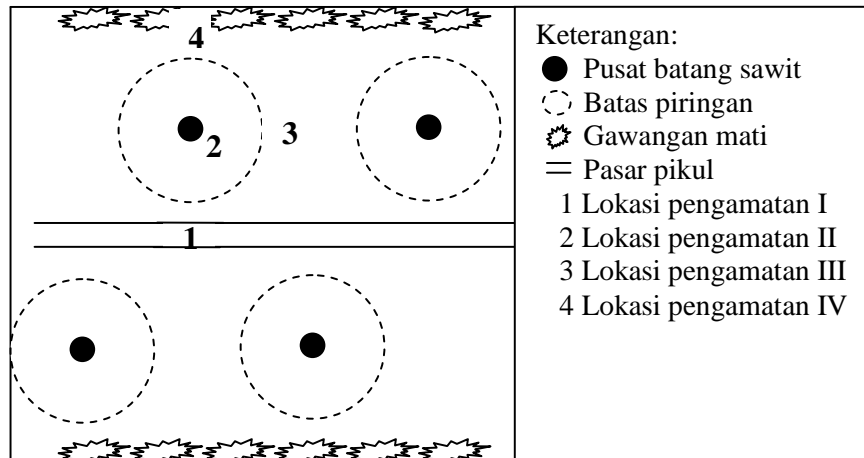 4
3
2
1
Keterangan:
Pusat batang sawit
Batas piringan
Gawangan mati
Pasar pikul
1 Lokasi pengamatan I
2 Lokasi pengamatan II
3 Lokasi pengamatan III
4 Lokasi pengamatan IV